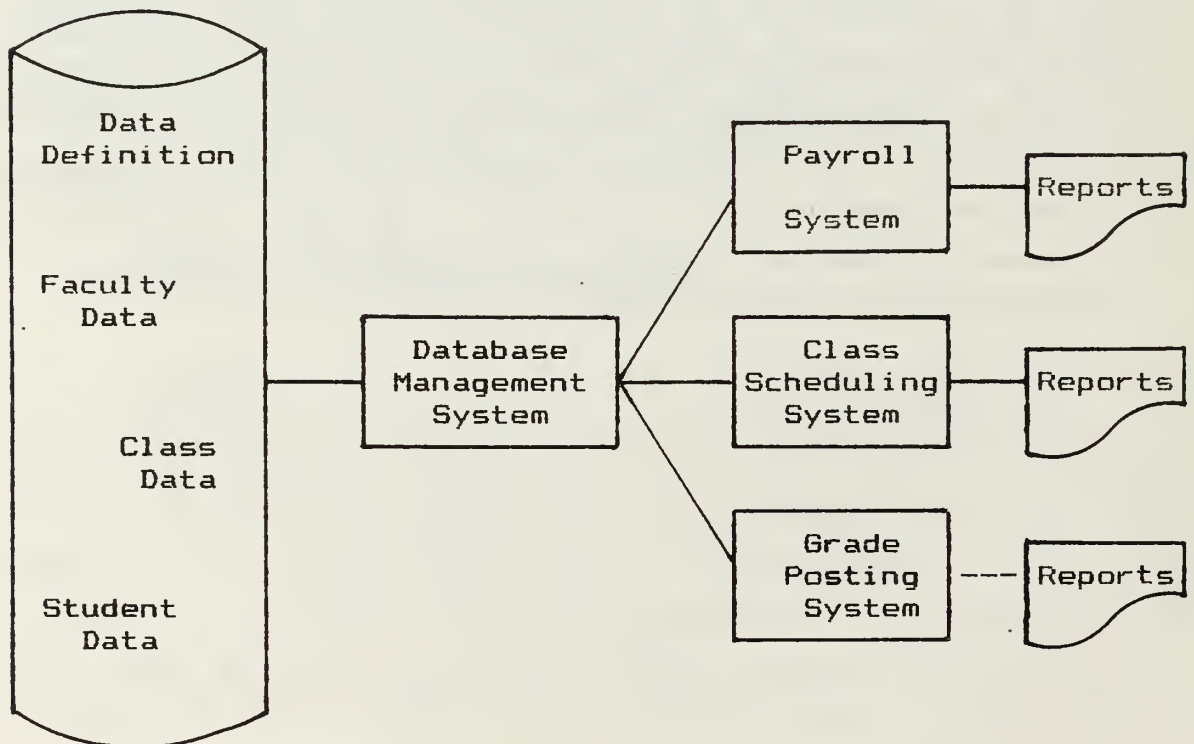 Data
Definition
Faculty
Data
Class
Data
Student
Data
Database
Management
System
Payroll
System
Reports
Class
Scheduling
System
Reports
Grade
Posting
System
Reports